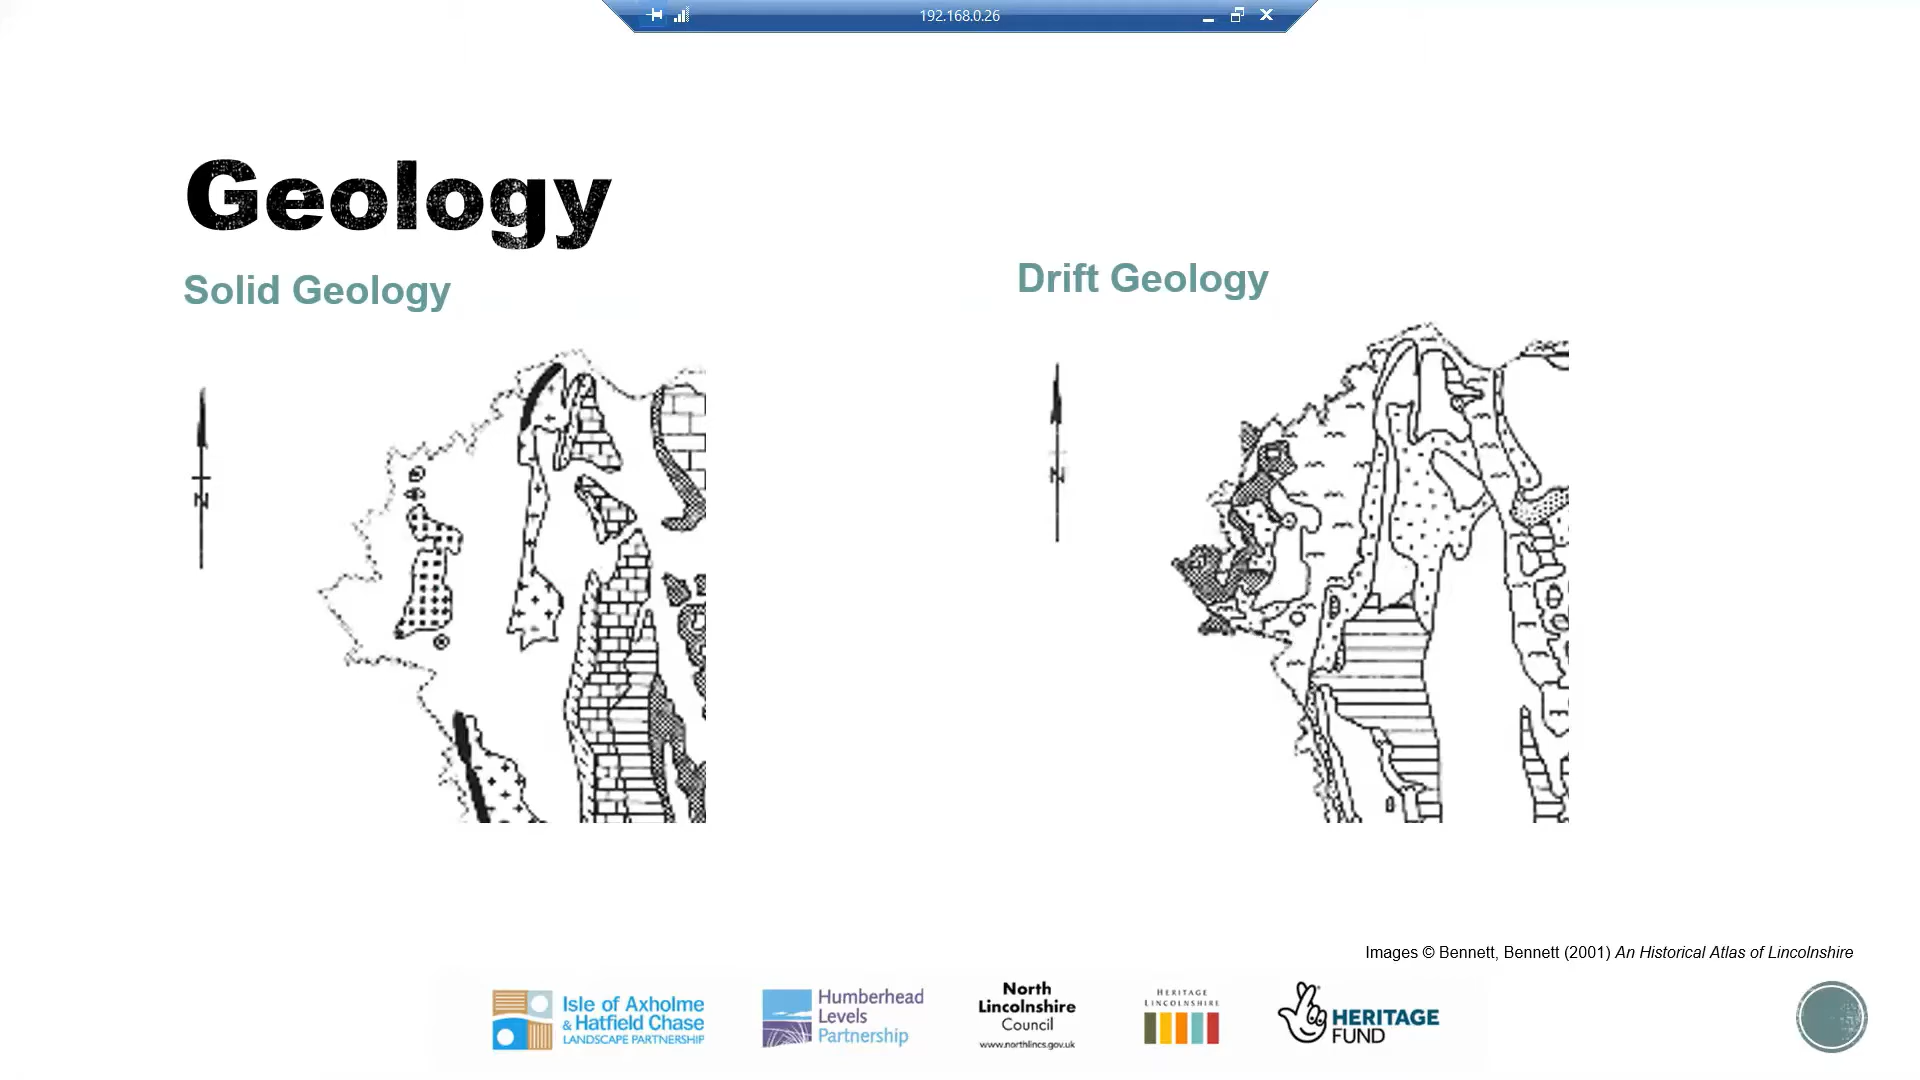 192.168.0.26
Geology
Solid Geology
Drift Geology
N
N
Images © Bennett, Bennett (2001) An Historical Atlas of Lincolnshire
Isle of Axholme
& Hatfield Chase
LANDSCAPE PARTNERSHIP
Humberhead
Levels
Partnership
North
Lincolnshire
Council
www.northlincs.gov.uk
HERITAGE
LINCOLNSHIRE
HERITAGE
FUND